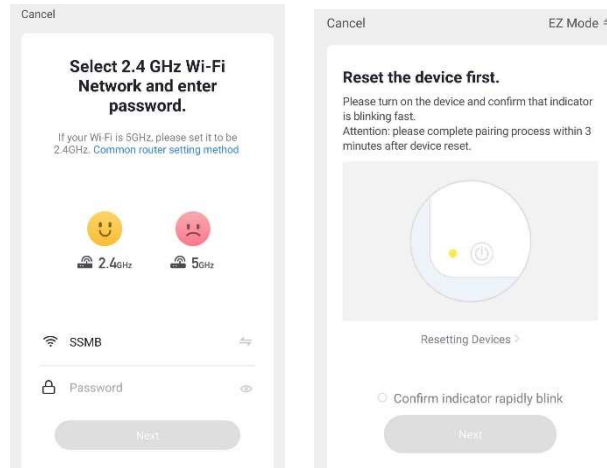 Cancel
Select 2.4 GHz Wi-Fi
Network and enter
password.
If your Wi-Fi is 5GHz, please set it to be
2.4GHz. Common router setting method
2.4GHz
5GHz
SSMB
Password
Next
Cancel
EZ Mode
Reset the device first.
Please turn on the device and confirm that indicator
is blinking fast.
Attention: please complete pairing process within 3
minutes after device reset.
Resetting Devices >
Confirm indicator rapidly blink
Next